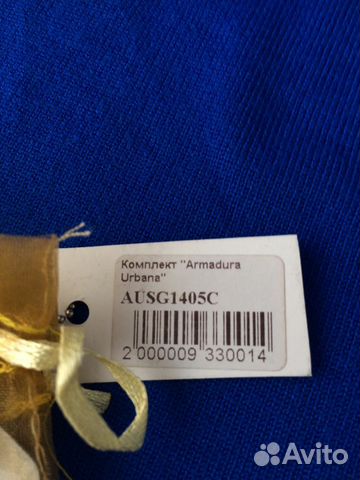 Комплект "Armadura
Urbana"
AUSG1405C
2 000009 330014
Avito